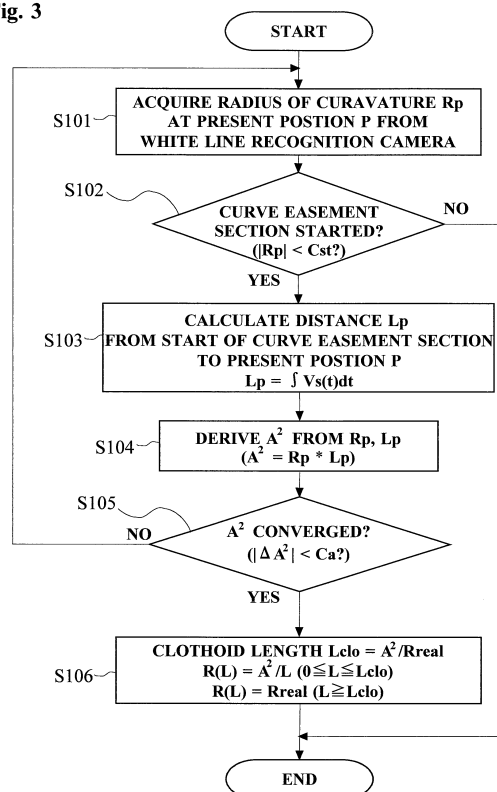 ig. 3
START
S101
ACQUIRE RADIUS OF CURAVATURE Rp
AT PRESENT POSTION P FROM
WHITE LINE RECOGNITION CAMERA
S102
CURVE EASEMENT
SECTION STARTED?
(|Rp| < Cst?)
NO
YES
S103
CALCULATE DISTANCE Lp
FROM START OF CURVE EASEMENT SECTION
TO PRESENT POSTION P
Lp = ∫ Vs(t)dt
S104
DERIVE A² FROM Rp, Lp
(A² = Rp * Lp)
S105
A² CONVERGED?
(|ΔA²| < Ca?)
NO
YES
S106
CLOTHOID LENGTH Lclo = A²/Rreal
R(L) = A²/L (0≦L≦Lclo)
R(L) = Rreal (L≧Lclo)
END